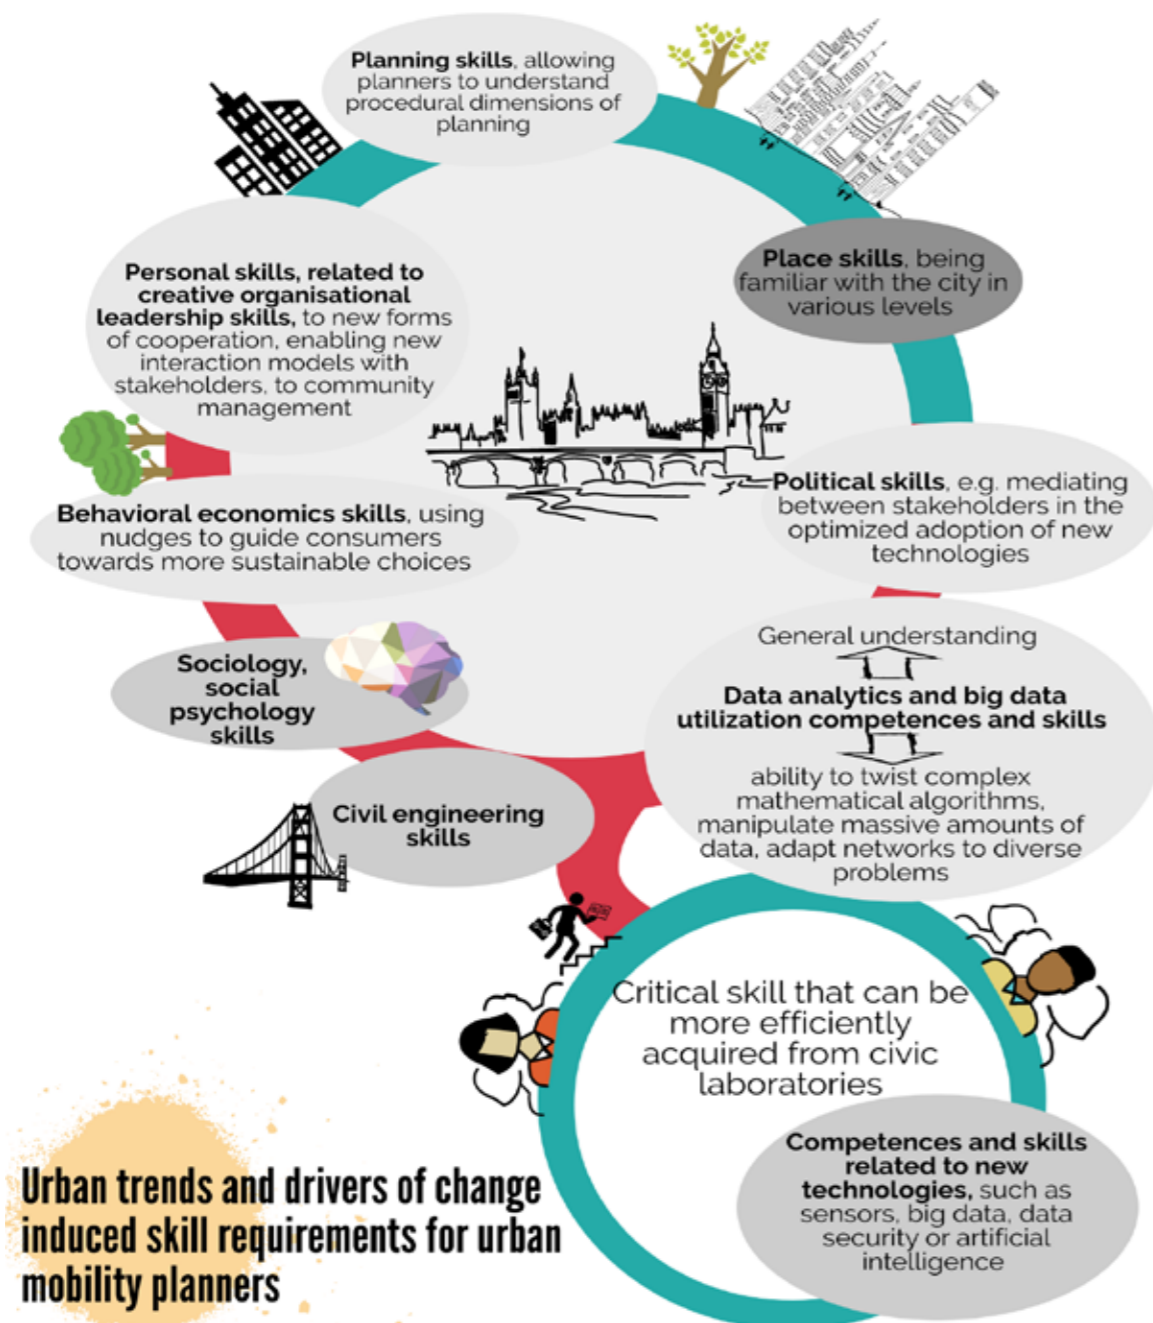 Planning skills, allowing
planners to understand
procedural dimensions of
planning
Place skills, being
familiar with the city in
various levels
Personal skills, related to
creative organisational
leadership skills, to new forms
of cooperation, enabling new
interaction models with
stakeholders, to community
management
Political skills, e.g. mediating
between stakeholders in the
optimized adoption of new
technologies
Behavioral economics skills, using
nudges to guide consumers
towards more sustainable choices
General understanding
Data analytics and big data
utilization competences and skills
ability to twist complex
mathematical algorithms,
manipulate massive amounts of
data, adapt networks to diverse
problems
Sociology,
social
psychology
skills
Civil engineering
skills
Critical skill that can be
more efficiently
acquired from civic
laboratories
Competences and skills
related to new
technologies, such as
sensors, big data, data
security or artificial
intelligence
Urban trends and drivers of change
induced skill requirements for urban
mobility planners